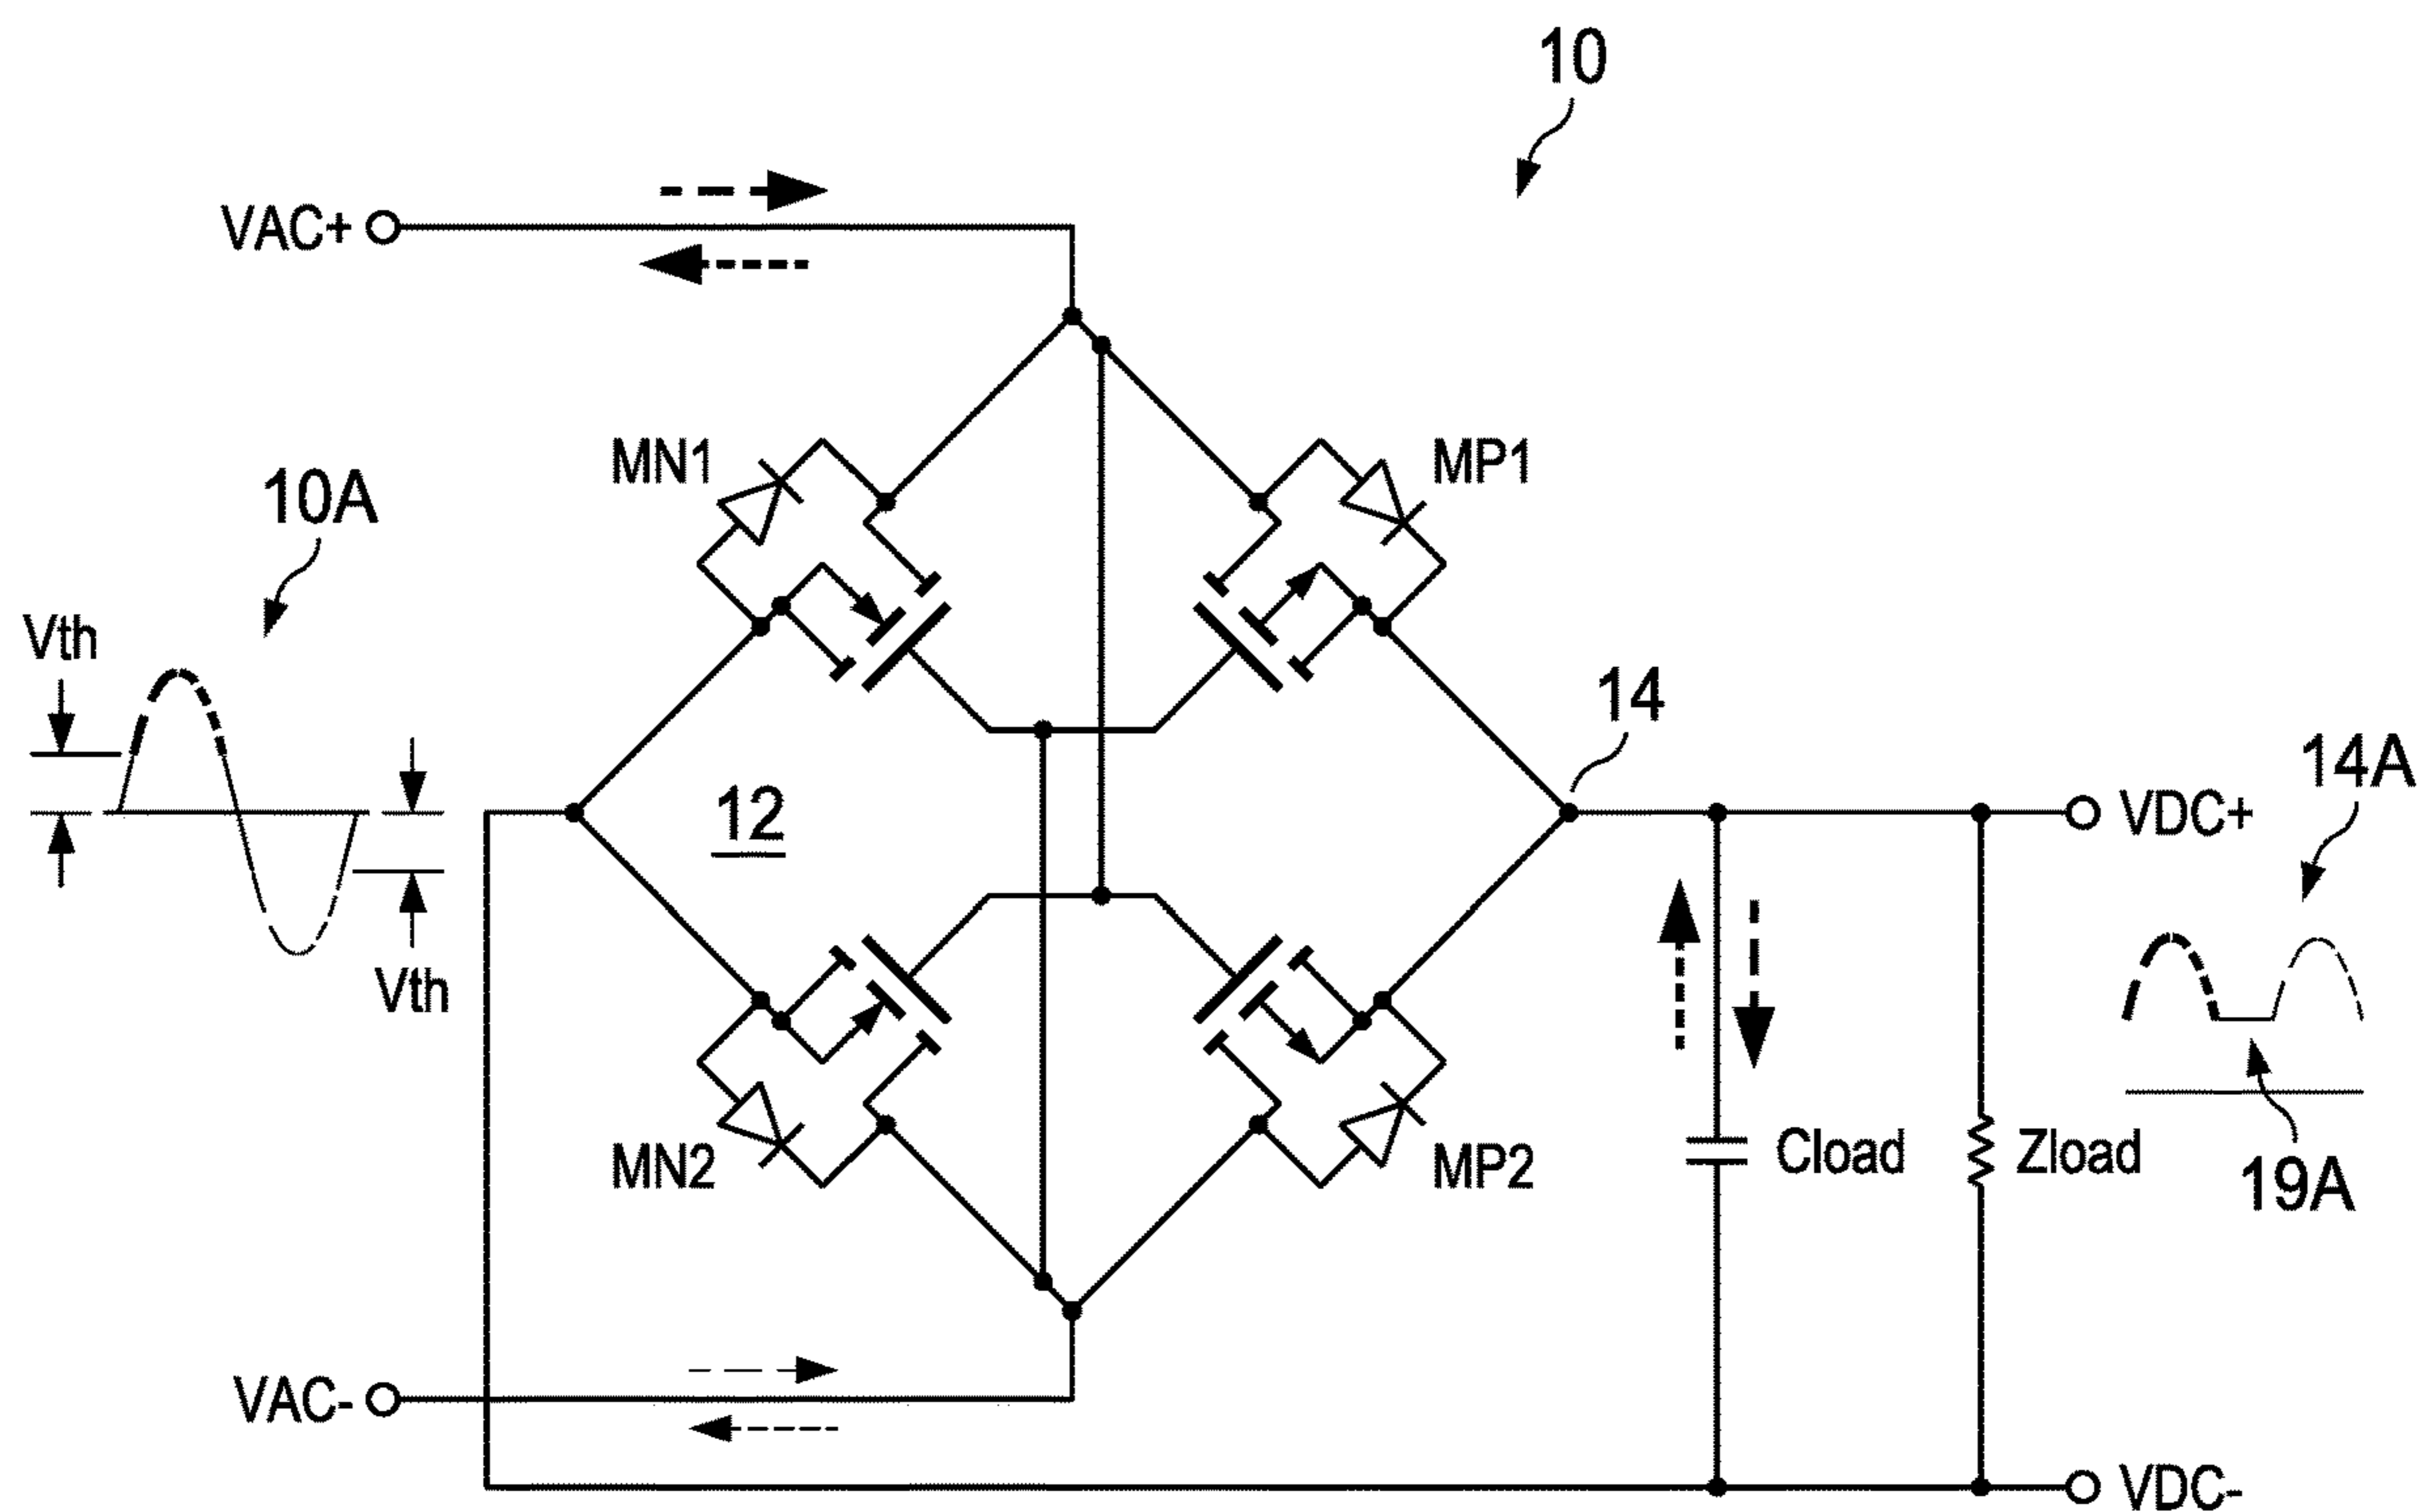 10
VAC+
MN1
MP1
10A
Vth
14
14A
12
VDC+
Vth
MN2
MP2
Cload
Zload
19A
VAC-
VDC-